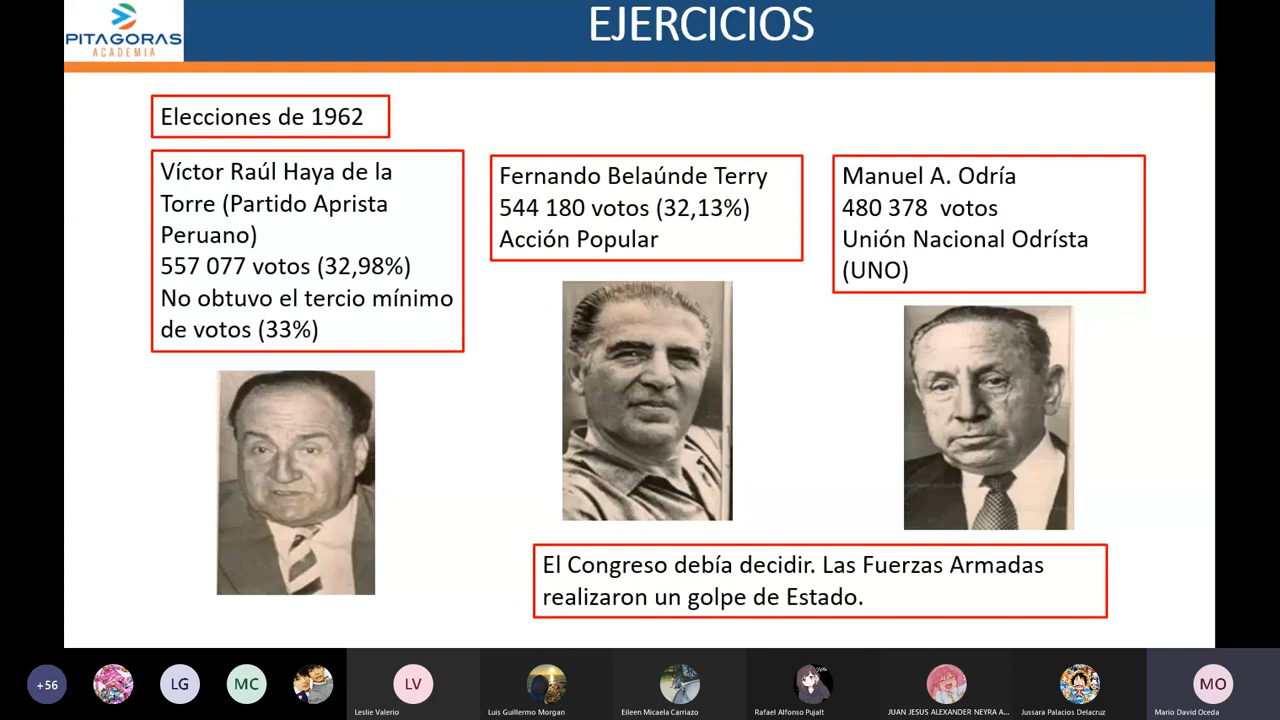 PITAGORAS
ACADEMIA
EJERCICIOS
Elecciones de 1962
Víctor Raúl Haya de la
Torre (Partido Aprista
Peruano)
557 077 votos (32,98%)
No obtuvo el tercio mínimo
de votos (33%)
Fernando Belaúnde Terry
544 180 votos (32,13%)
Acción Popular
Manuel A. Odría
480 378 votos
Unión Nacional Odrísta
(UNO)
El Congreso debía decidir. Las Fuerzas Armadas
realizaron un golpe de Estado.
+56
LG
MC
LV
MO
Leslie Valerio
Luis Guillermo Morgan
Eileen Micaela Carriazo
Rafael Alfonso Pujalt
JUAN JESUS ALEXANDER NEYRA A...
Jussara Palacios Delacruz
Mario David Oceda